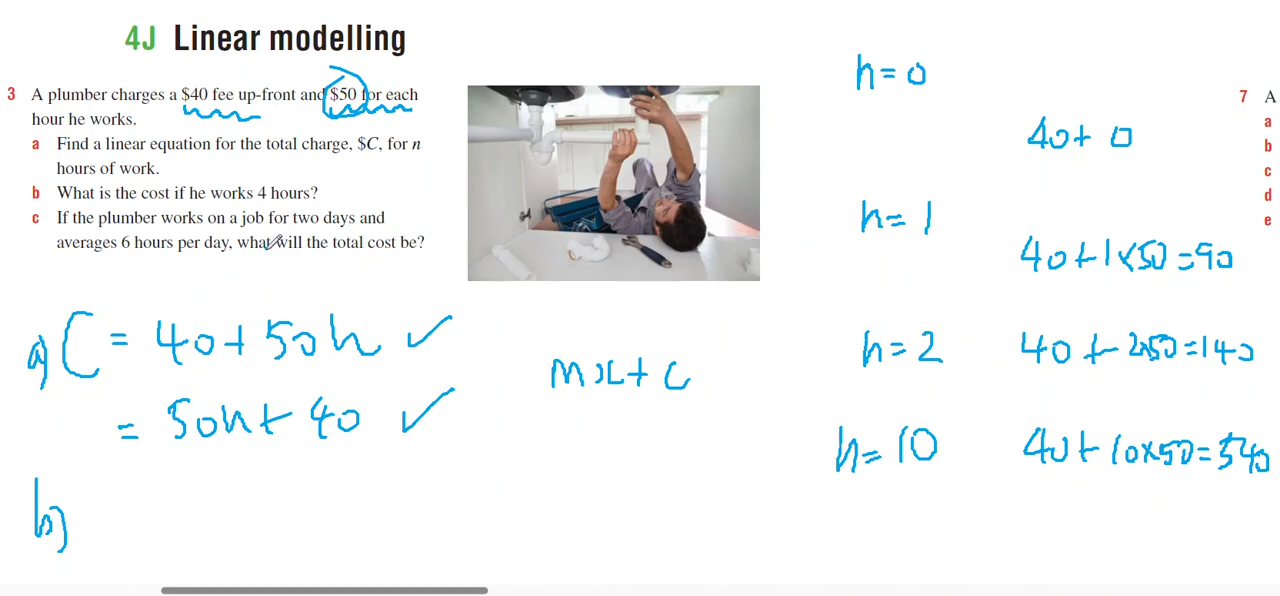 4J Linear modelling
3 A plumber charges a $40 fee up-front and $50 for each
hour he works.
a Find a linear equation for the total charge, $C, for n
hours of work.
b What is the cost if he works 4 hours?
c If the plumber works on a job for two days and
averages 6 hours per day, what will the total cost be?
a) C = 40 + 50n ✓
= 50n + 40 ✓
b)
mx + c
n = 0
40 + 0
n = 1
40 + 1 × 50 = 90
n = 2
40 + 2×50 = 140
n = 10
40 + 10×50 = 540
7 A
a
b
c
d
e